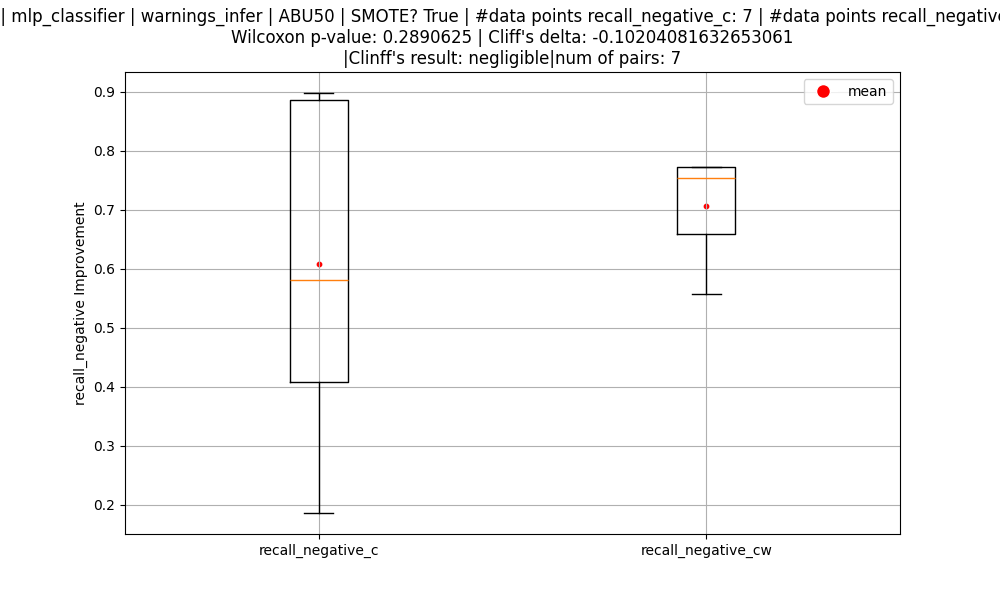 | mlp_classifier | warnings_infer | ABU50 | SMOTE? True | #data points recall_negative_c: 7 | #data points recall_negative
Wilcoxon p-value: 0.2890625 | Cliff's delta: -0.10204081632653061
|Clinff's result: negligible|num of pairs: 7
mean
0.9
0.8
0.7
0.6
0.5
0.4
0.3
0.2
recall_negative Improvement
recall_negative_c
recall_negative_cw